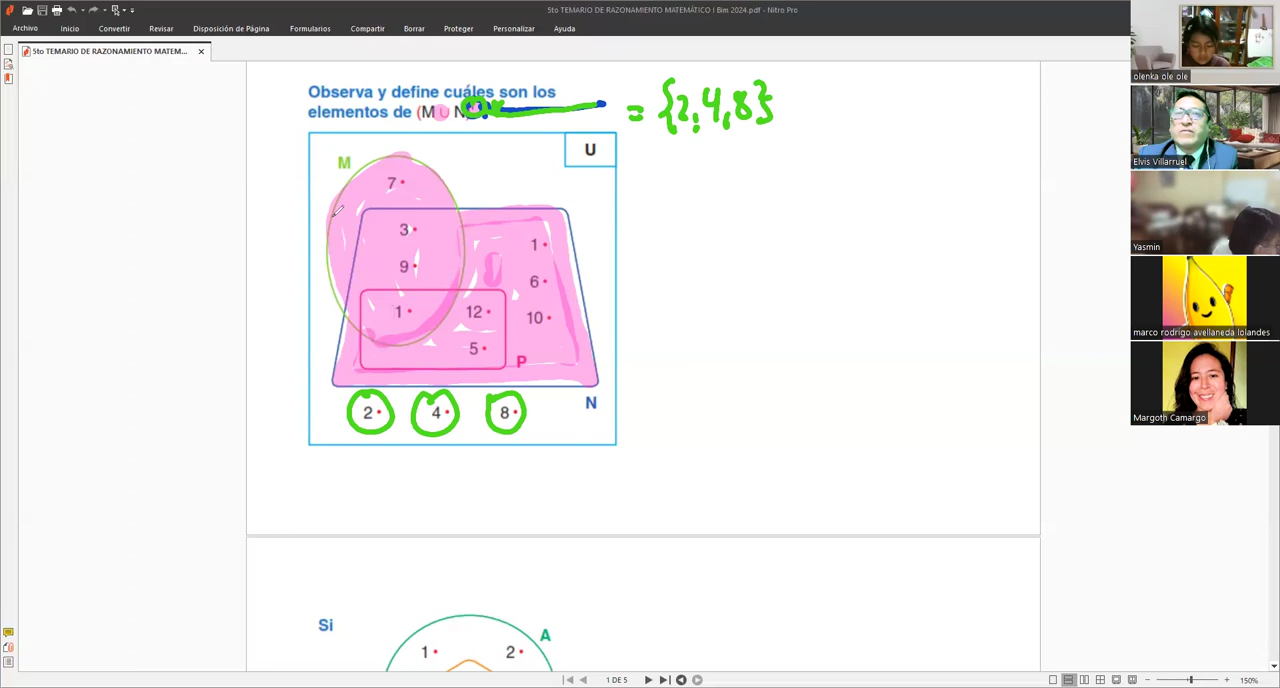 5to TEMARIO DE RAZONAMIENTO MATEMÁTICO I Bim 2024.pdf - Nitro Pro
Archivo Inicio Convertir Revisar Disposición de Página Formularios Compartir Borrar Proteger Personalizar Ayuda
5to TEMARIO DE RAZONAMIENTO MATEM...
Observa y define cuáles son los
elementos de (M ∪ N)
= {2,4,8}
U
M
7
3
9
1
6
10
1
12
5
P
N
2 4 8
Si
A
1 2
1 DE 5
150%
olenka ole ole
Elvis Villarruel
Yasmin
marco rodrigo avellaneda lolandes
Margoth Camargo